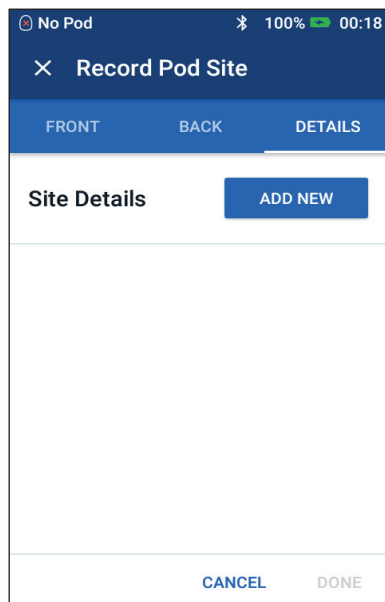 No Pod 100% 00:18
Record Pod Site
FRONT BACK DETAILS
Site Details ADD NEW
CANCEL DONE